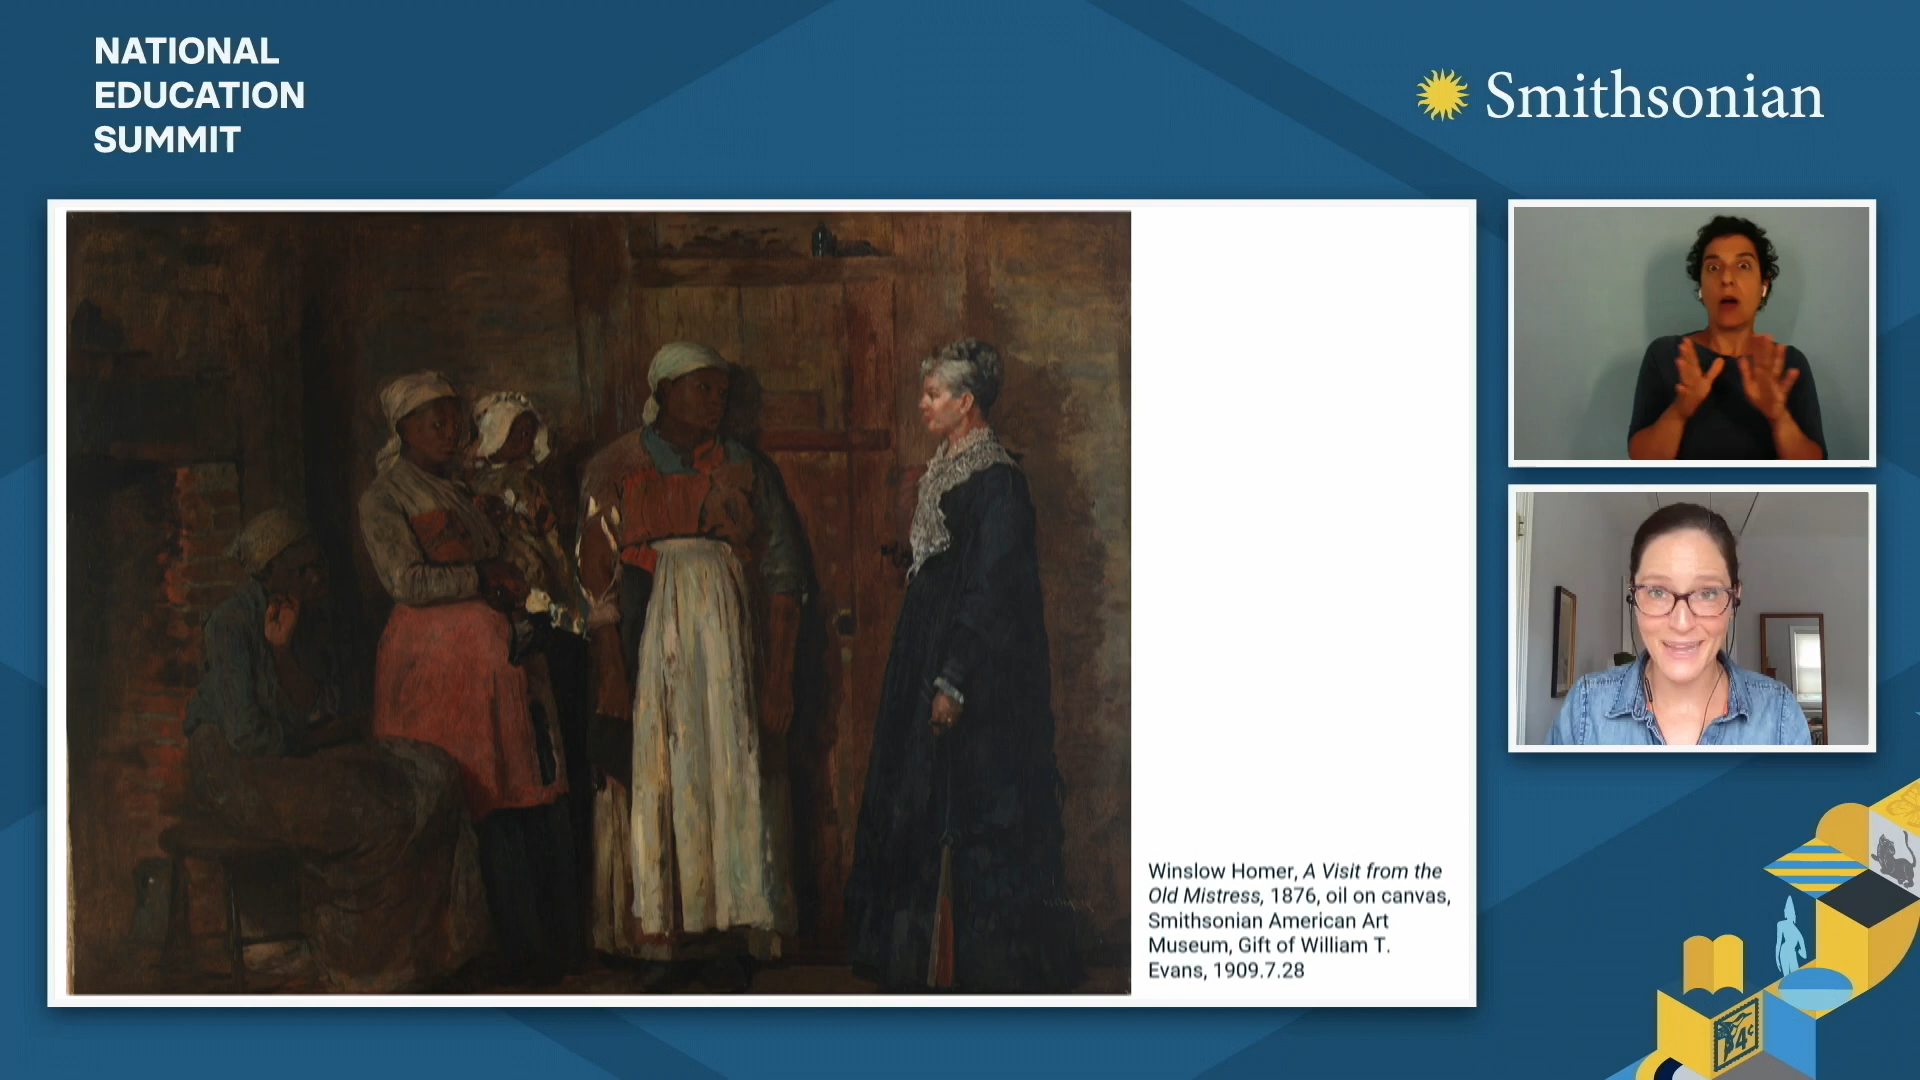 NATIONAL
EDUCATION
SUMMIT
Smithsonian
Winslow Homer, A Visit from the
Old Mistress, 1876, oil on canvas,
Smithsonian American Art
Museum, Gift of William T.
Evans, 1909.7.28
4¢